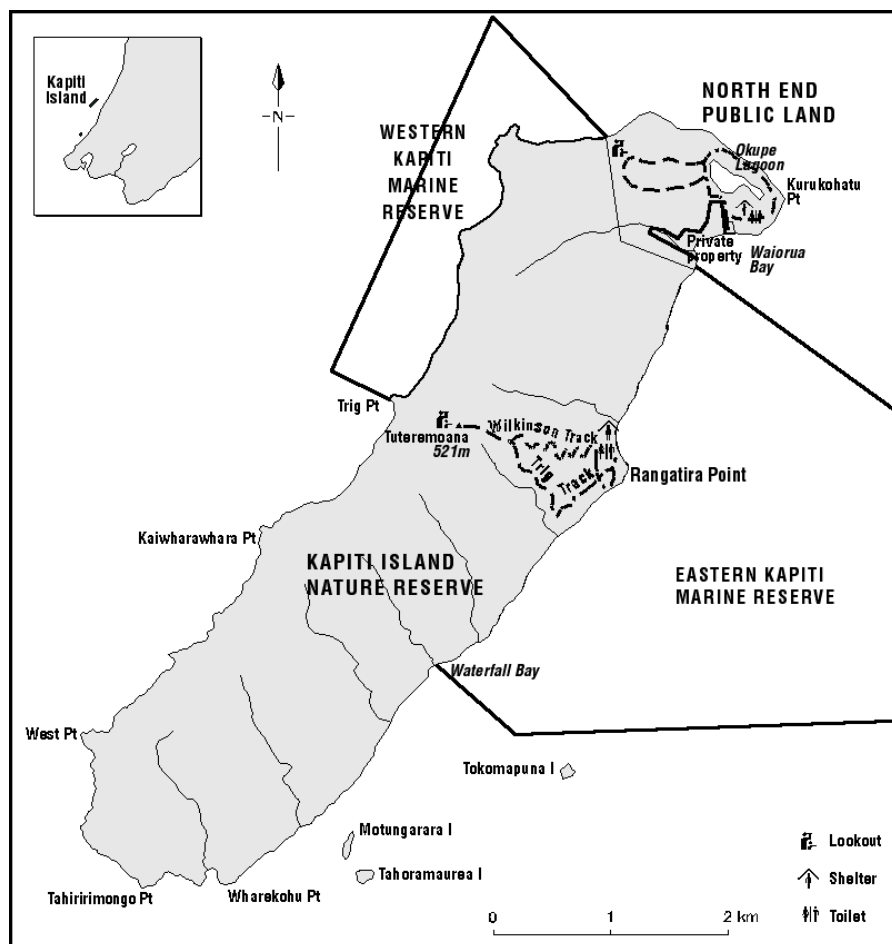 Kapiti
Island
-N-
NORTH END
PUBLIC LAND
WESTERN
KAPITI
MARINE
RESERVE
Okupe
Lagoon
Kurukohatu
Pt
Private
property
Waiorua
Bay
Trig Pt
Wilkinson Track
Tuteremoana
521m
Trig
Track
Rangatira Point
Kaiwharawhara Pt
KAPITI ISLAND
NATURE RESERVE
EASTERN KAPITI
MARINE RESERVE
Waterfall Bay
West Pt
Tokomapuna I
Motungarara I
Tahoramaurea I
Tahiririmongo Pt
Wharekohu Pt
Lookout
Shelter
Toilet
0 1 2 km